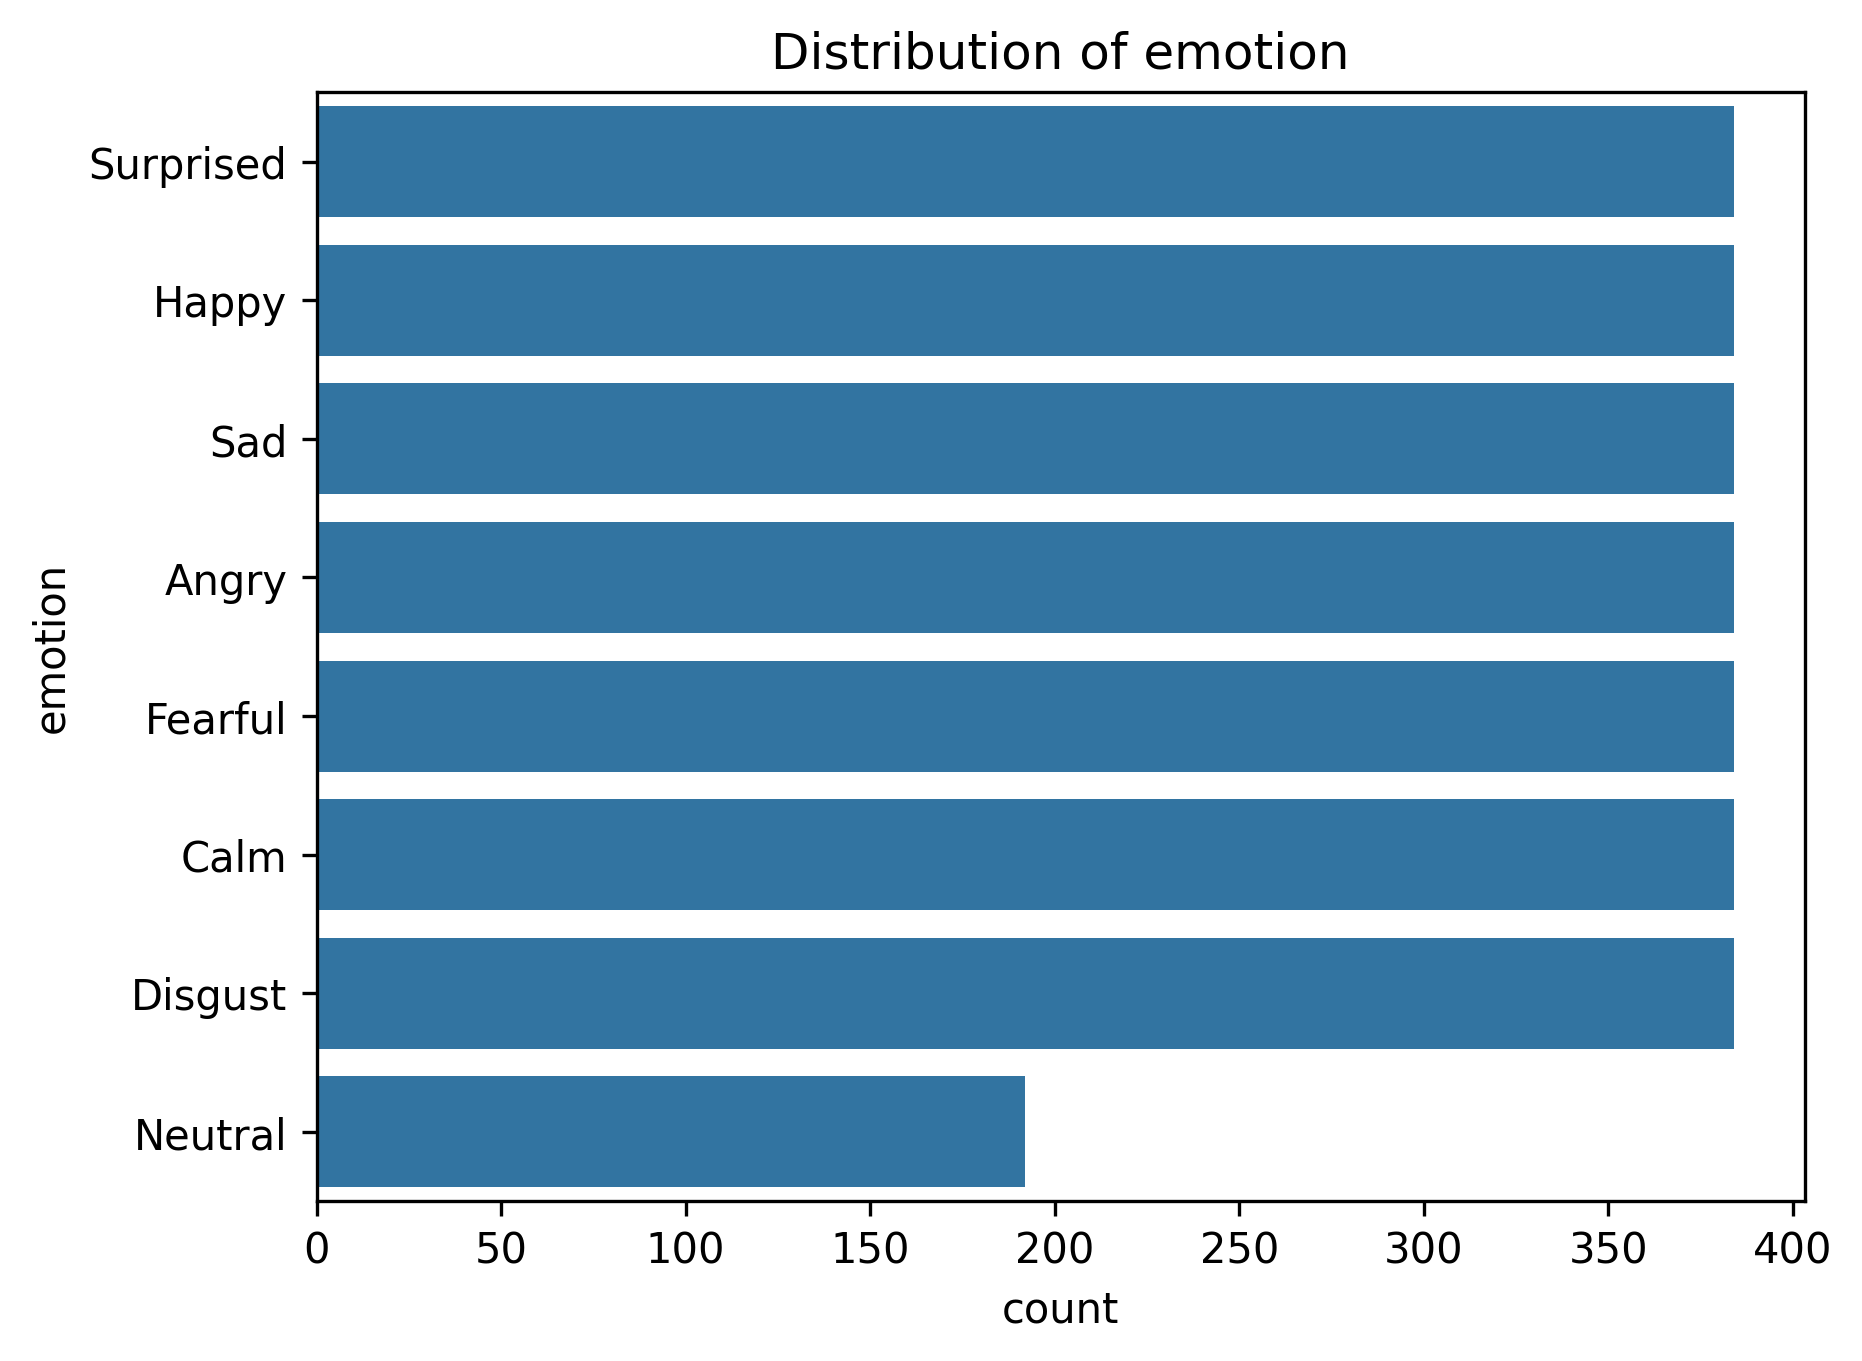 Distribution of emotion
Surprised
Happy
Sad
Angry
Fearful
Calm
Disgust
Neutral
emotion
0 50 100 150 200 250 300 350 400
count